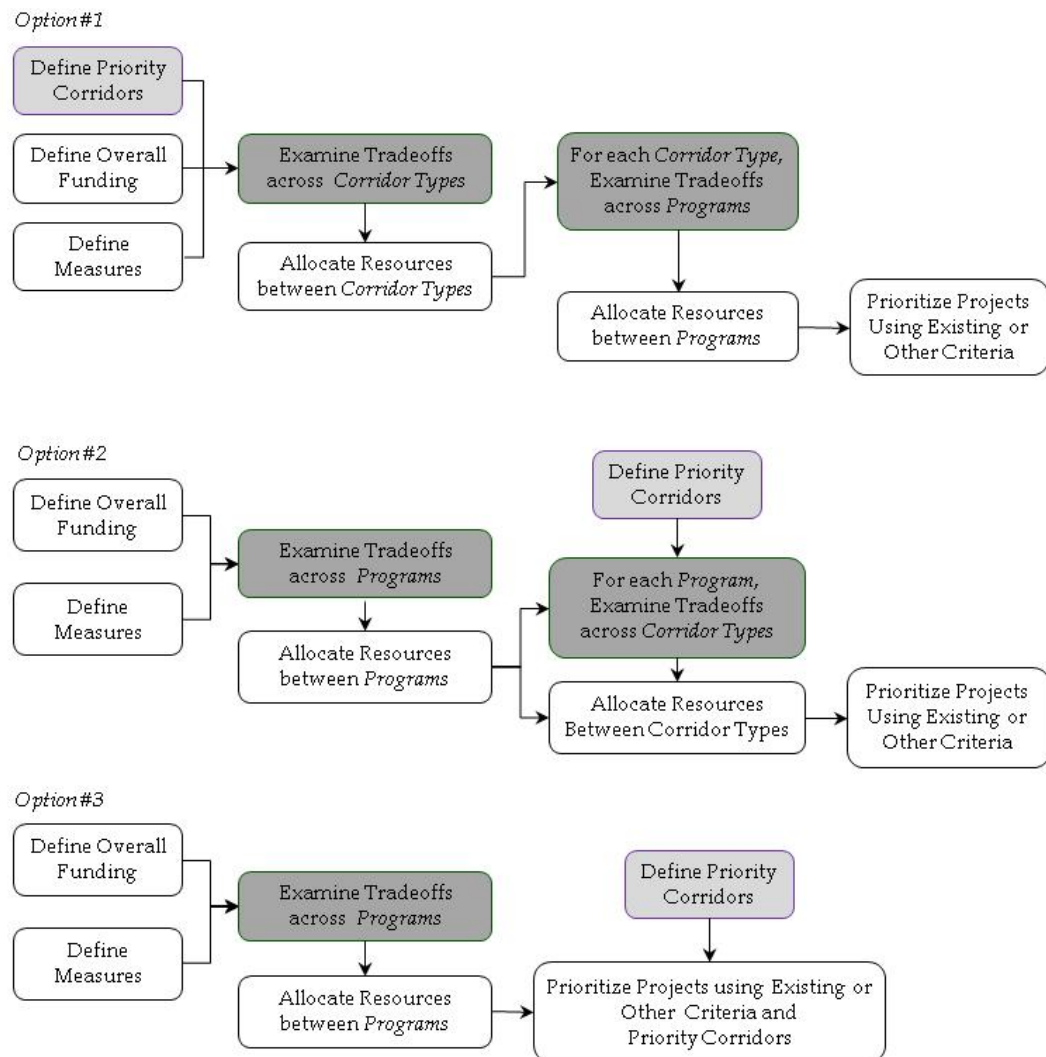 Option #1
Define Priority
Corridors
Define Overall
Funding
Define
Measures
Examine Tradeoffs
across Corridor Types
Allocate Resources
between Corridor Types
For each Corridor Type,
Examine Tradeoffs
across Programs
Allocate Resources
between Programs
Prioritize Projects
Using Existing or
Other Criteria
Option #2
Define Overall
Funding
Define
Measures
Examine Tradeoffs
across Programs
Allocate Resources
between Programs
Define Priority
Corridors
For each Program,
Examine Tradeoffs
across Corridor Types
Allocate Resources
Between Corridor Types
Prioritize Projects
Using Existing or
Other Criteria
Option #3
Define Overall
Funding
Define
Measures
Examine Tradeoffs
across Programs
Allocate Resources
between Programs
Define Priority
Corridors
Prioritize Projects using Existing or
Other Criteria and
Priority Corridors